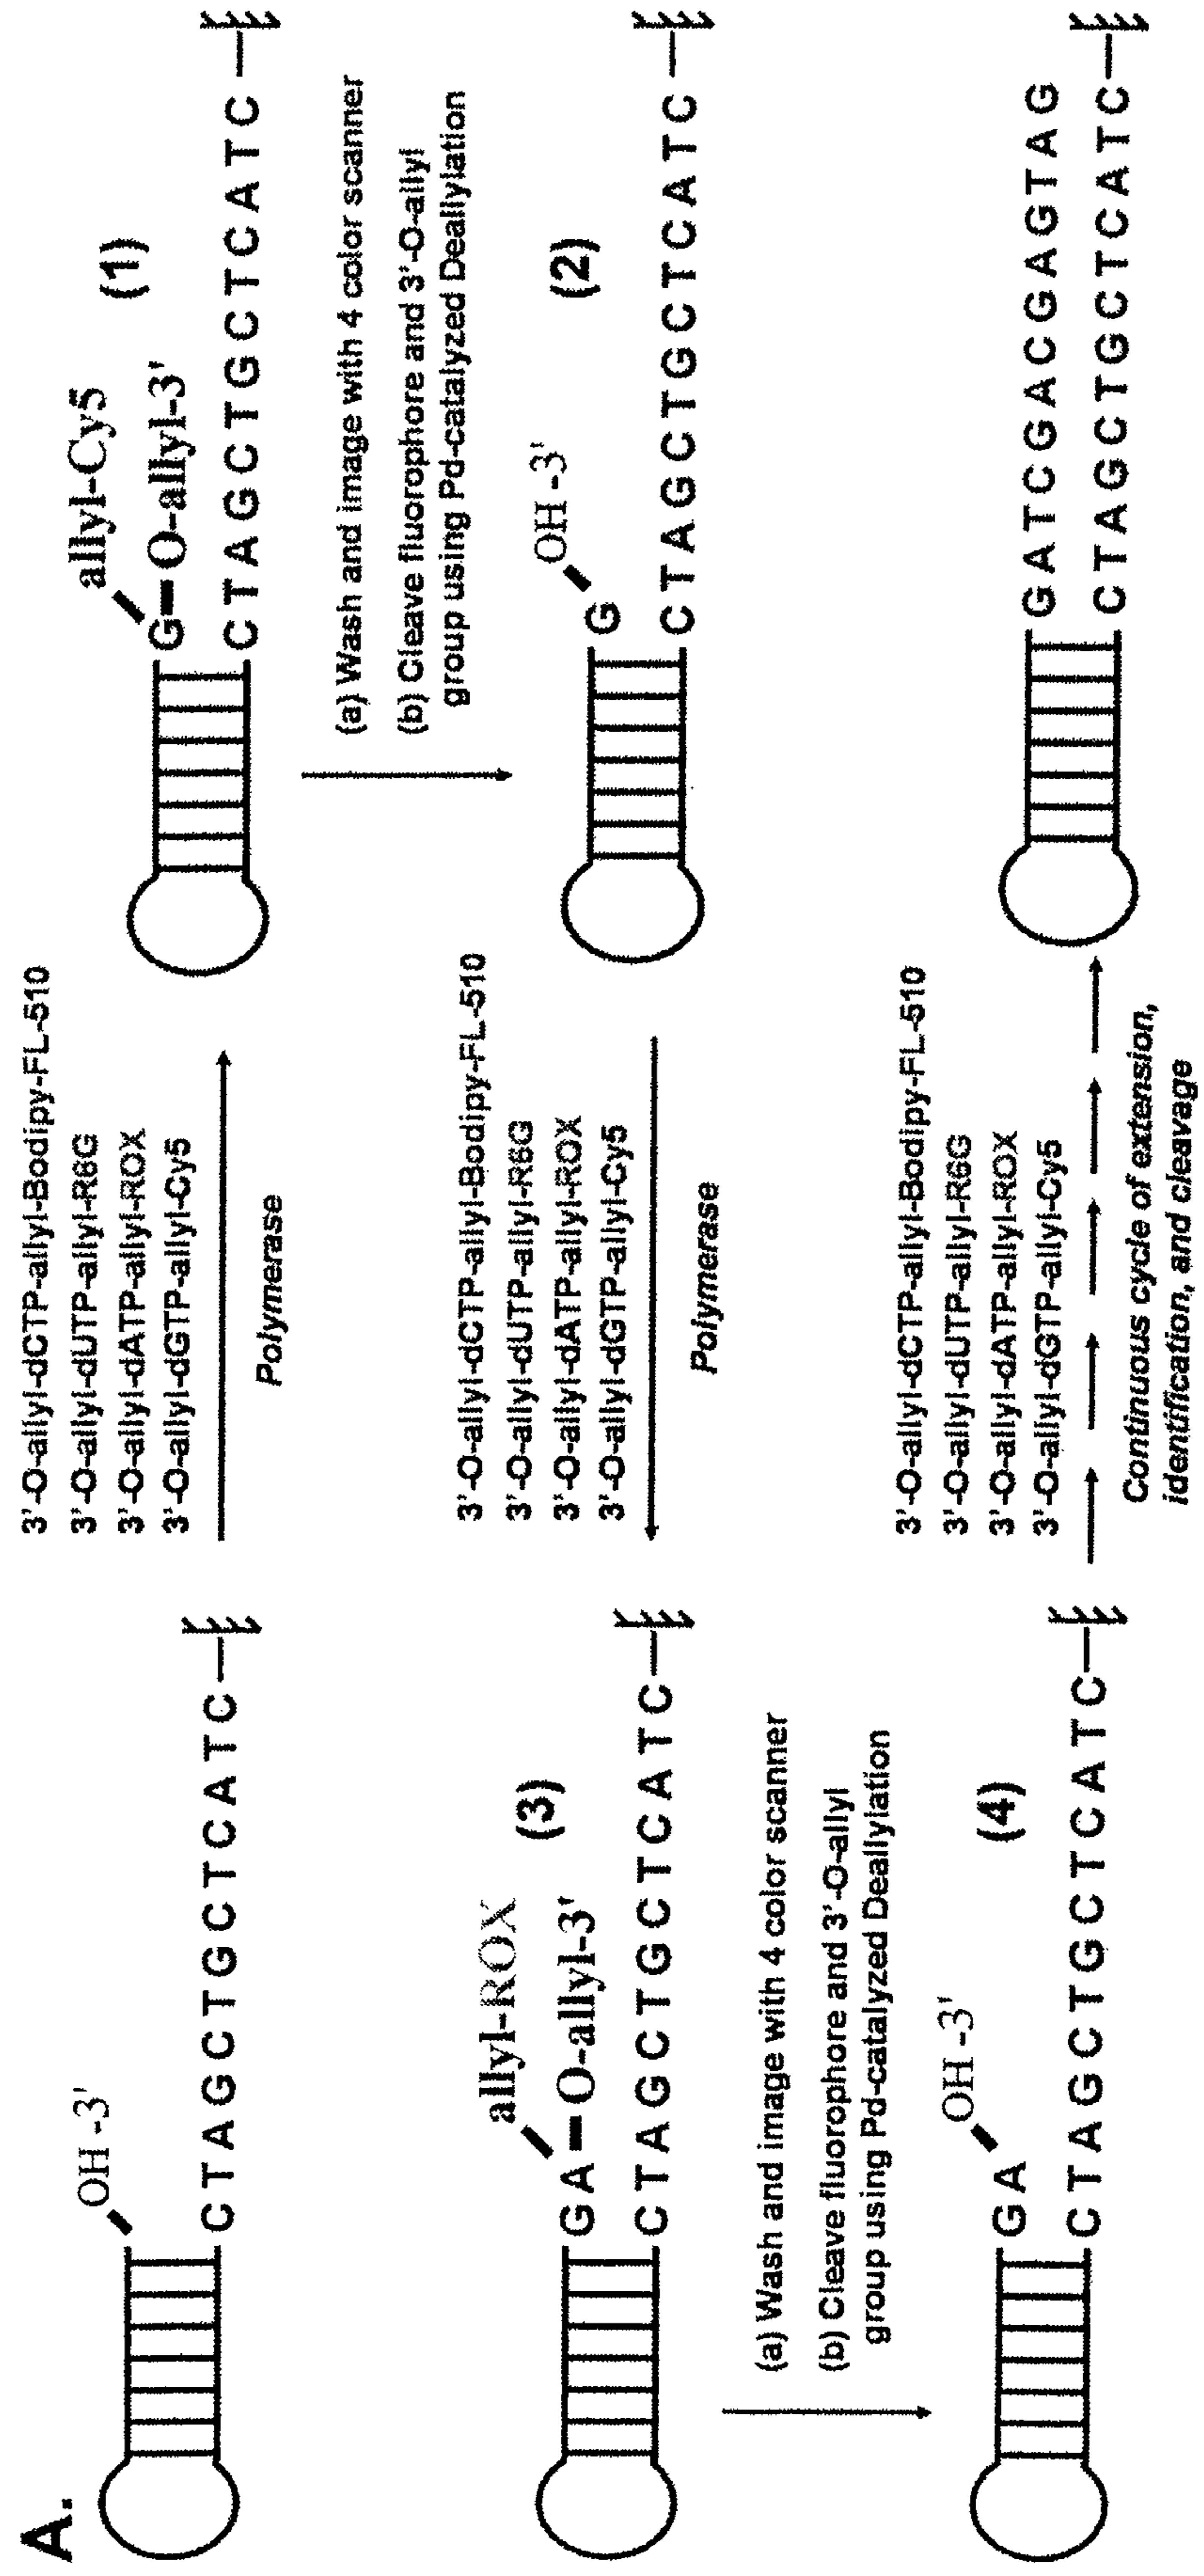 A.
OH -3'
C T A G C T G C T C A T C
3'-O-allyl-dCTP-allyl-Bodipy-FL-510
3'-O-allyl-dUTP-allyl-R6G
3'-O-allyl-dATP-allyl-ROX
3'-O-allyl-dGTP-allyl-Cy5
Polymerase
allyl-Cy5
G O-allyl-3'
(1)
C T A G C T G C T C A T C
(a) Wash and image with 4 color scanner
(b) Cleave fluorophore and 3'-O-allyl
group using Pd-catalyzed Deallylation
OH -3'
G
(2)
C T A G C T G C T C A T C
3'-O-allyl-dCTP-allyl-Bodipy-FL-510
3'-O-allyl-dUTP-allyl-R6G
3'-O-allyl-dATP-allyl-ROX
3'-O-allyl-dGTP-allyl-Cy5
Polymerase
allyl-ROX
G A O-allyl-3'
(3)
C T A G C T G C T C A T C
(a) Wash and image with 4 color scanner
(b) Cleave fluorophore and 3'-O-allyl
group using Pd-catalyzed Deallylation
OH -3'
G A
(4)
C T A G C T G C T C A T C
3'-O-allyl-dCTP-allyl-Bodipy-FL-510
3'-O-allyl-dUTP-allyl-R6G
3'-O-allyl-dATP-allyl-ROX
3'-O-allyl-dGTP-allyl-Cy5
Continuous cycle of extension,
identification, and cleavage
G A T C G A C G A G T A G
C T A G C T G C T C A T C